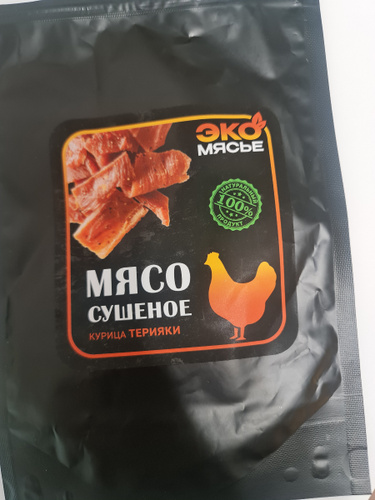 ЭКО
МЯСЬЕ
НАТУРАЛЬНЫЙ
100%
ПРОДУКТ
МЯСО
СУШЕНОЕ
КУРИЦА ТЕРИЯКИ